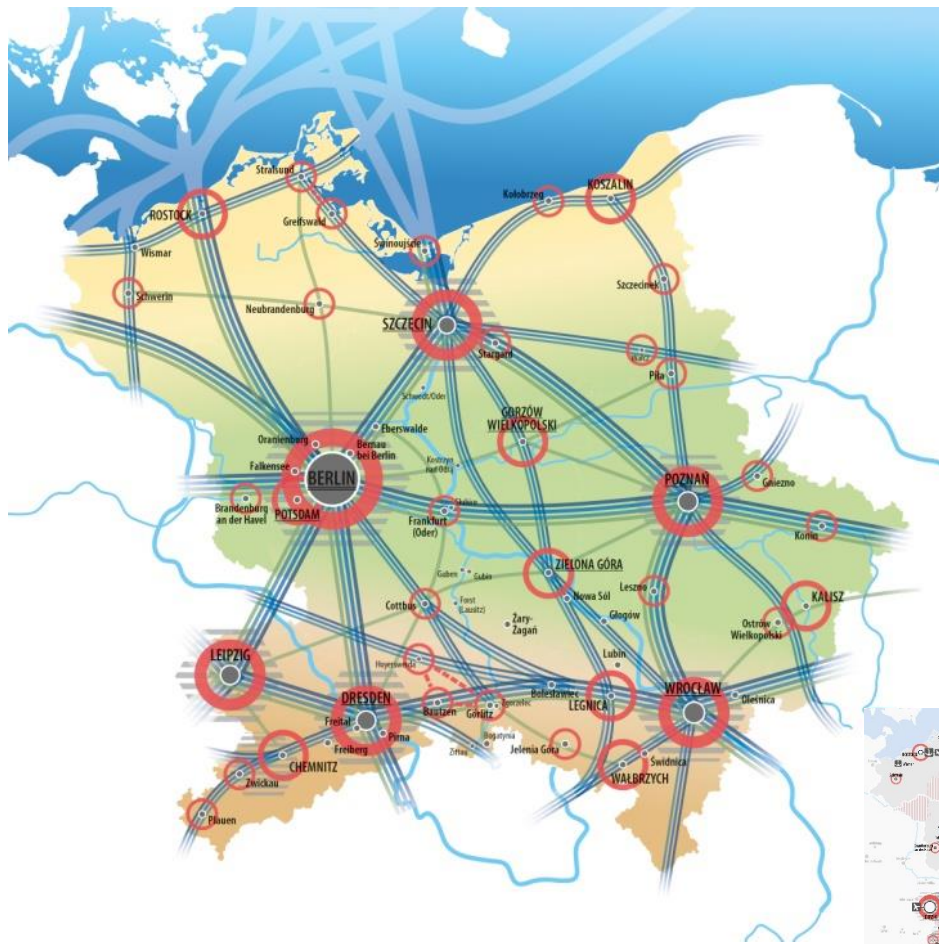 Stralsund
Kołobrzeg
KOSZALIN
ROSTOCK
Greifswald
Świnoujście
Wismar
Szczecinek
Schwerin
Neubrandenburg
SZCZECIN
Stargard
Wałcz
Piła
Schwedt/Oder
GORZÓW
WIELKOPOLSKI
Eberswalde
Oranienburg
Bernau
bei Berlin
Falkensee
BERLIN
Kostrzyn
nad Odrą
POZNAŃ
Gniezno
POTSDAM
Brandenburg
an der Havel
Słubice
Frankfurt
(Oder)
Konin
ZIELONA GÓRA
Guben
Gubin
Leszno
Nowa Sól
KALISZ
Cottbus
Forst
(Lausitz)
Głogów
Ostrów
Wielkopolski
Żary-
Żagań
LEIPZIG
Lubin
Hoyerswerda
WROCŁAW
DRESDEN
Bolesławiec
Oleśnica
Bautzen
Görlitz
Zgorzelec
LEGNICA
Freital
Pirna
Bogatynia
Freiberg
Zittau
Jelenia Góra
Świdnica
CHEMNITZ
WAŁBRZYCH
Zwickau
Plauen